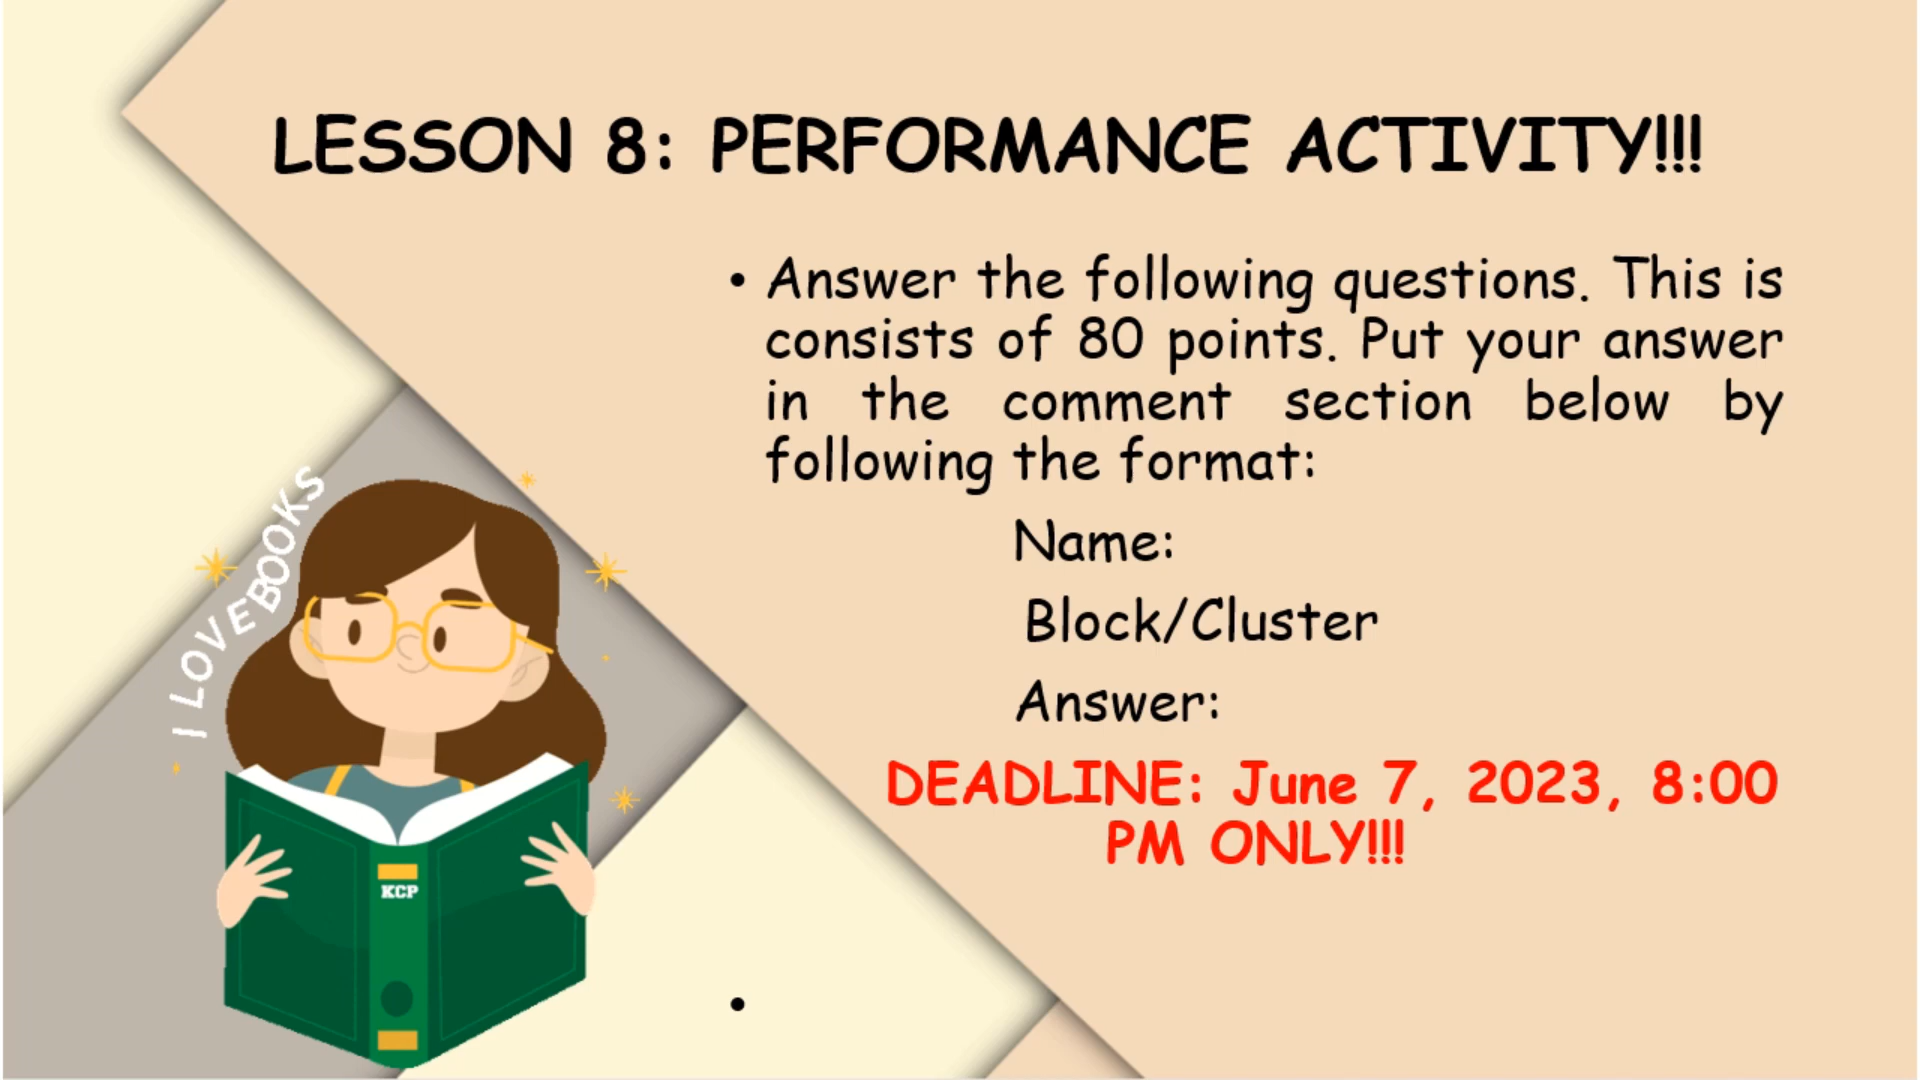 LESSON 8: PERFORMANCE ACTIVITY!!!
• Answer the following questions. This is
consists of 80 points. Put your answer
in the comment section below by
following the format:
Name:
Block/Cluster
Answer:
DEADLINE: June 7, 2023, 8:00
PM ONLY!!!
I LOVE BOOKS
KCP
•